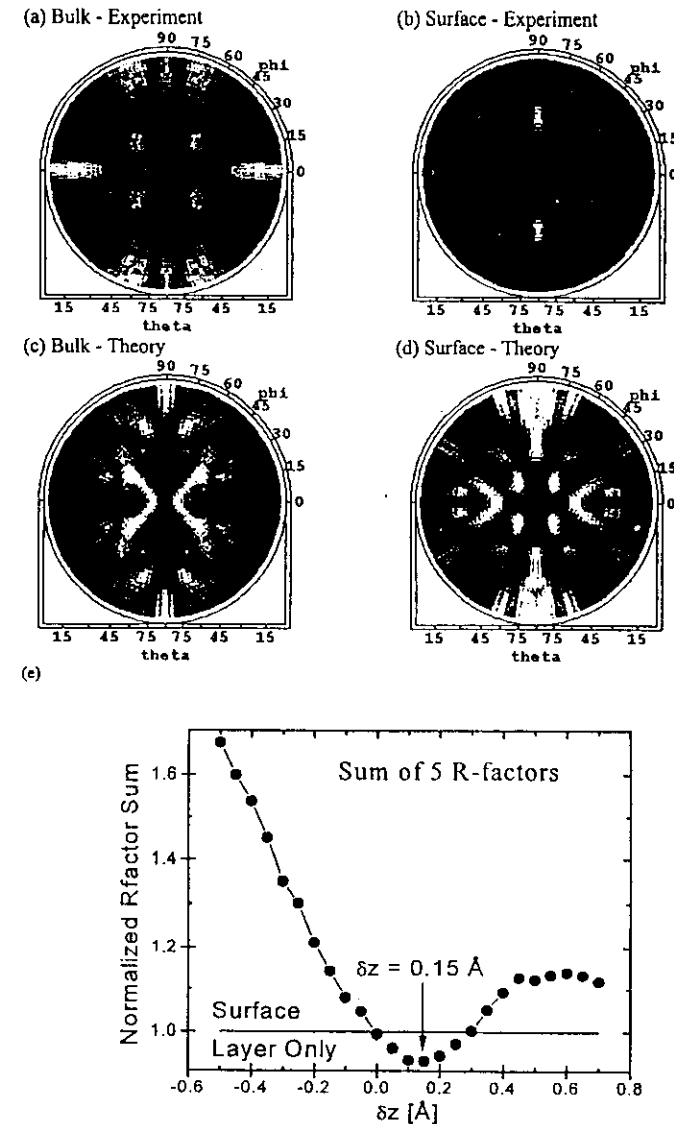 (a) Bulk - Experiment
90 75 60 phi 45 30 15 0
15 45 75 75 45 15
theta
(b) Surface - Experiment
90 75 60 phi 45 30 15 0
15 45 75 75 45 15
theta
(c) Bulk - Theory
90 75 60 phi 45 30 15 0
15 45 75 75 45 15
theta
(d) Surface - Theory
90 75 60 phi 45 30 15 0
15 45 75 75 45 15
theta
(e)
Sum of 5 R-factors
Normalized Rfactor Sum
1.6
1.4
1.2
1.0
δz = 0.15 Å
Surface
Layer Only
-0.6 -0.4 -0.2 0.0 0.2 0.4 0.6 0.8
δz [Å]